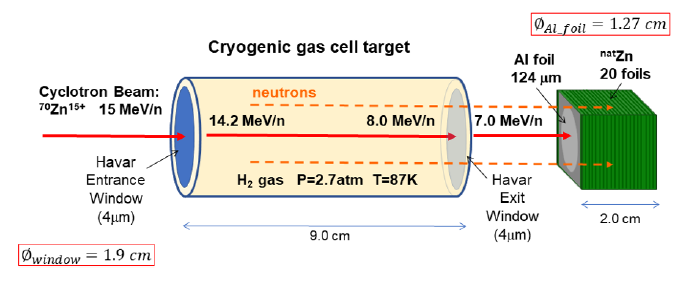 Ø_Al_foil = 1.27 cm
Cryogenic gas cell target
Al foil
124 μm
natZn
20 foils
Cyclotron Beam:
70Zn15+ 15 MeV/n
neutrons
14.2 MeV/n
8.0 MeV/n
7.0 MeV/n
Havar
Entrance
Window
(4μm)
H2 gas P=2.7atm T=87K
Havar
Exit
Window
(4μm)
2.0 cm
9.0 cm
Ø_window = 1.9 cm